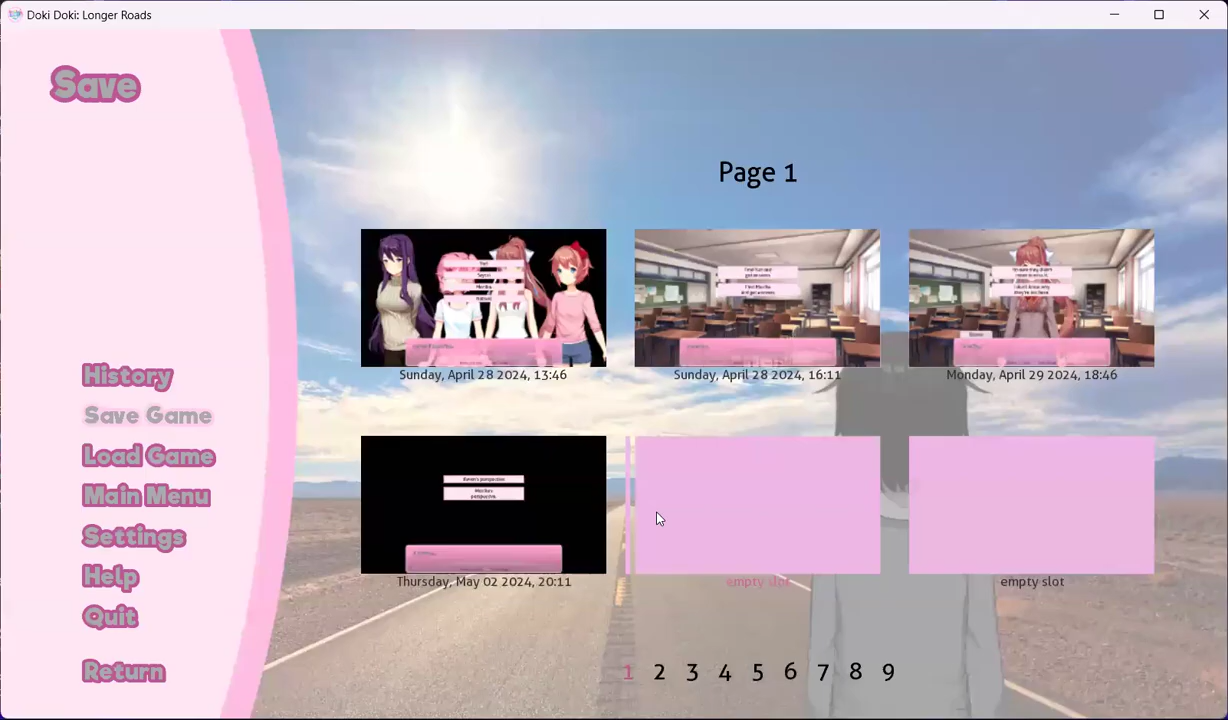 Doki Doki: Longer Roads
Save
Page 1
Sunday, April 28 2024, 13:46
Sunday, April 28 2024, 16:11
Monday, April 29 2024, 18:46
History
Save Game
Load Game
Main Menu
Settings
Help
Quit
Return
Thursday, May 02 2024, 20:11
empty slot
empty slot
1 2 3 4 5 6 7 8 9